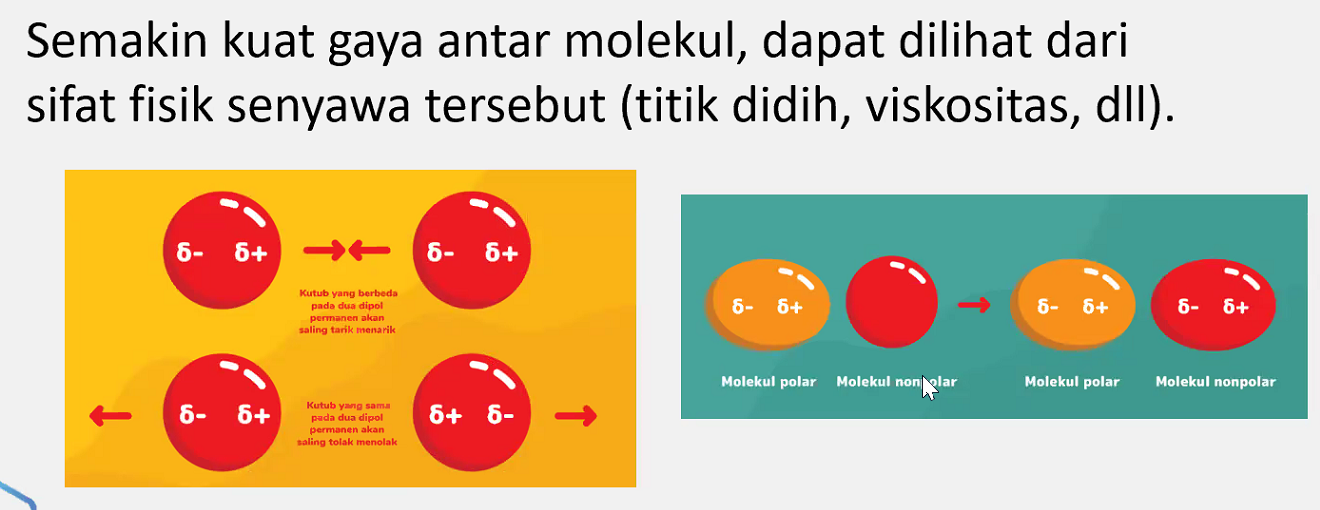 Semakin kuat gaya antar molekul, dapat dilihat dari
sifat fisik senyawa tersebut (titik didih, viskositas, dll).
δ- δ+
δ- δ+
Kutub yang berbeda
pada dua dipol
permanen akan
saling tarik menarik
δ- δ+
δ+ δ-
Kutub yang sama
pada dua dipol
permanen akan
saling tolak menolak
δ- δ+
δ- δ+
δ- δ+
Molekul polar
Molekul nonpolar
Molekul polar
Molekul nonpolar